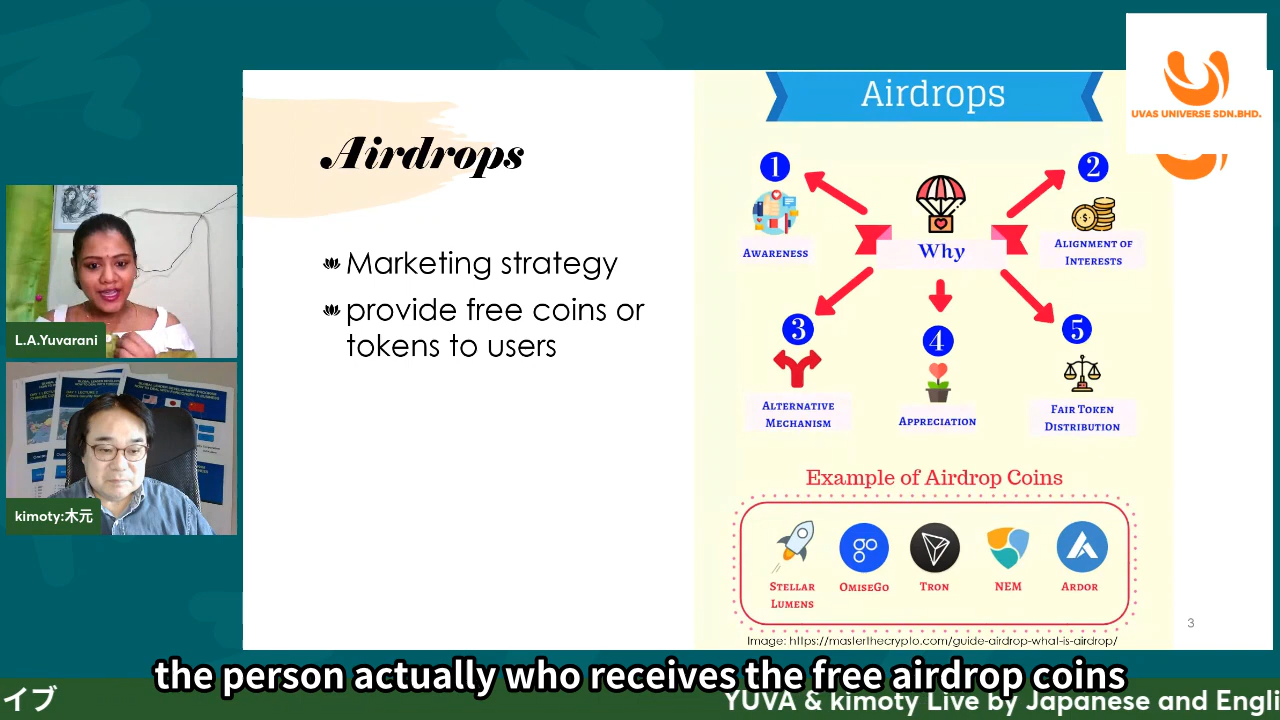 UVAS UNIVERSE SDN.BHD.
Airdrops
Marketing strategy
provide free coins or
tokens to users
Airdrops
1
2
Why
AWARENESS
ALIGNMENT OF
INTERESTS
3
4
5
ALTERNATIVE
MECHANISM
APPRECIATION
FAIR TOKEN
DISTRIBUTION
Example of Airdrop Coins
STELLAR
LUMENS
OMISEGO
TRON
NEM
ARDOR
3
Image: https://masterthecrypto.com/guide-airdrop-what-is-airdrop/
L.A.Yuvarani
kimoty:木元
the person actually who receives the free airdrop coins
イブ
YUVA & kimoty Live by Japanese and Engli